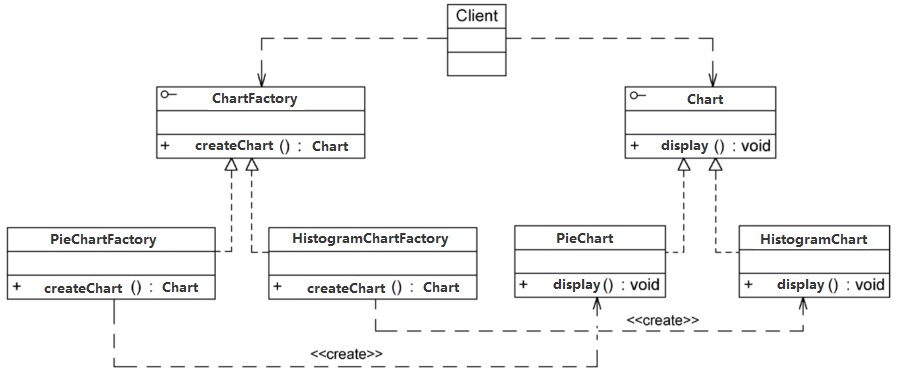 Client
ChartFactory
+ createChart () : Chart
Chart
+ display () : void
PieChartFactory
+ createChart () : Chart
HistogramChartFactory
+ createChart () : Chart
PieChart
+ display () : void
HistogramChart
+ display () : void
<<create>>
<<create>>